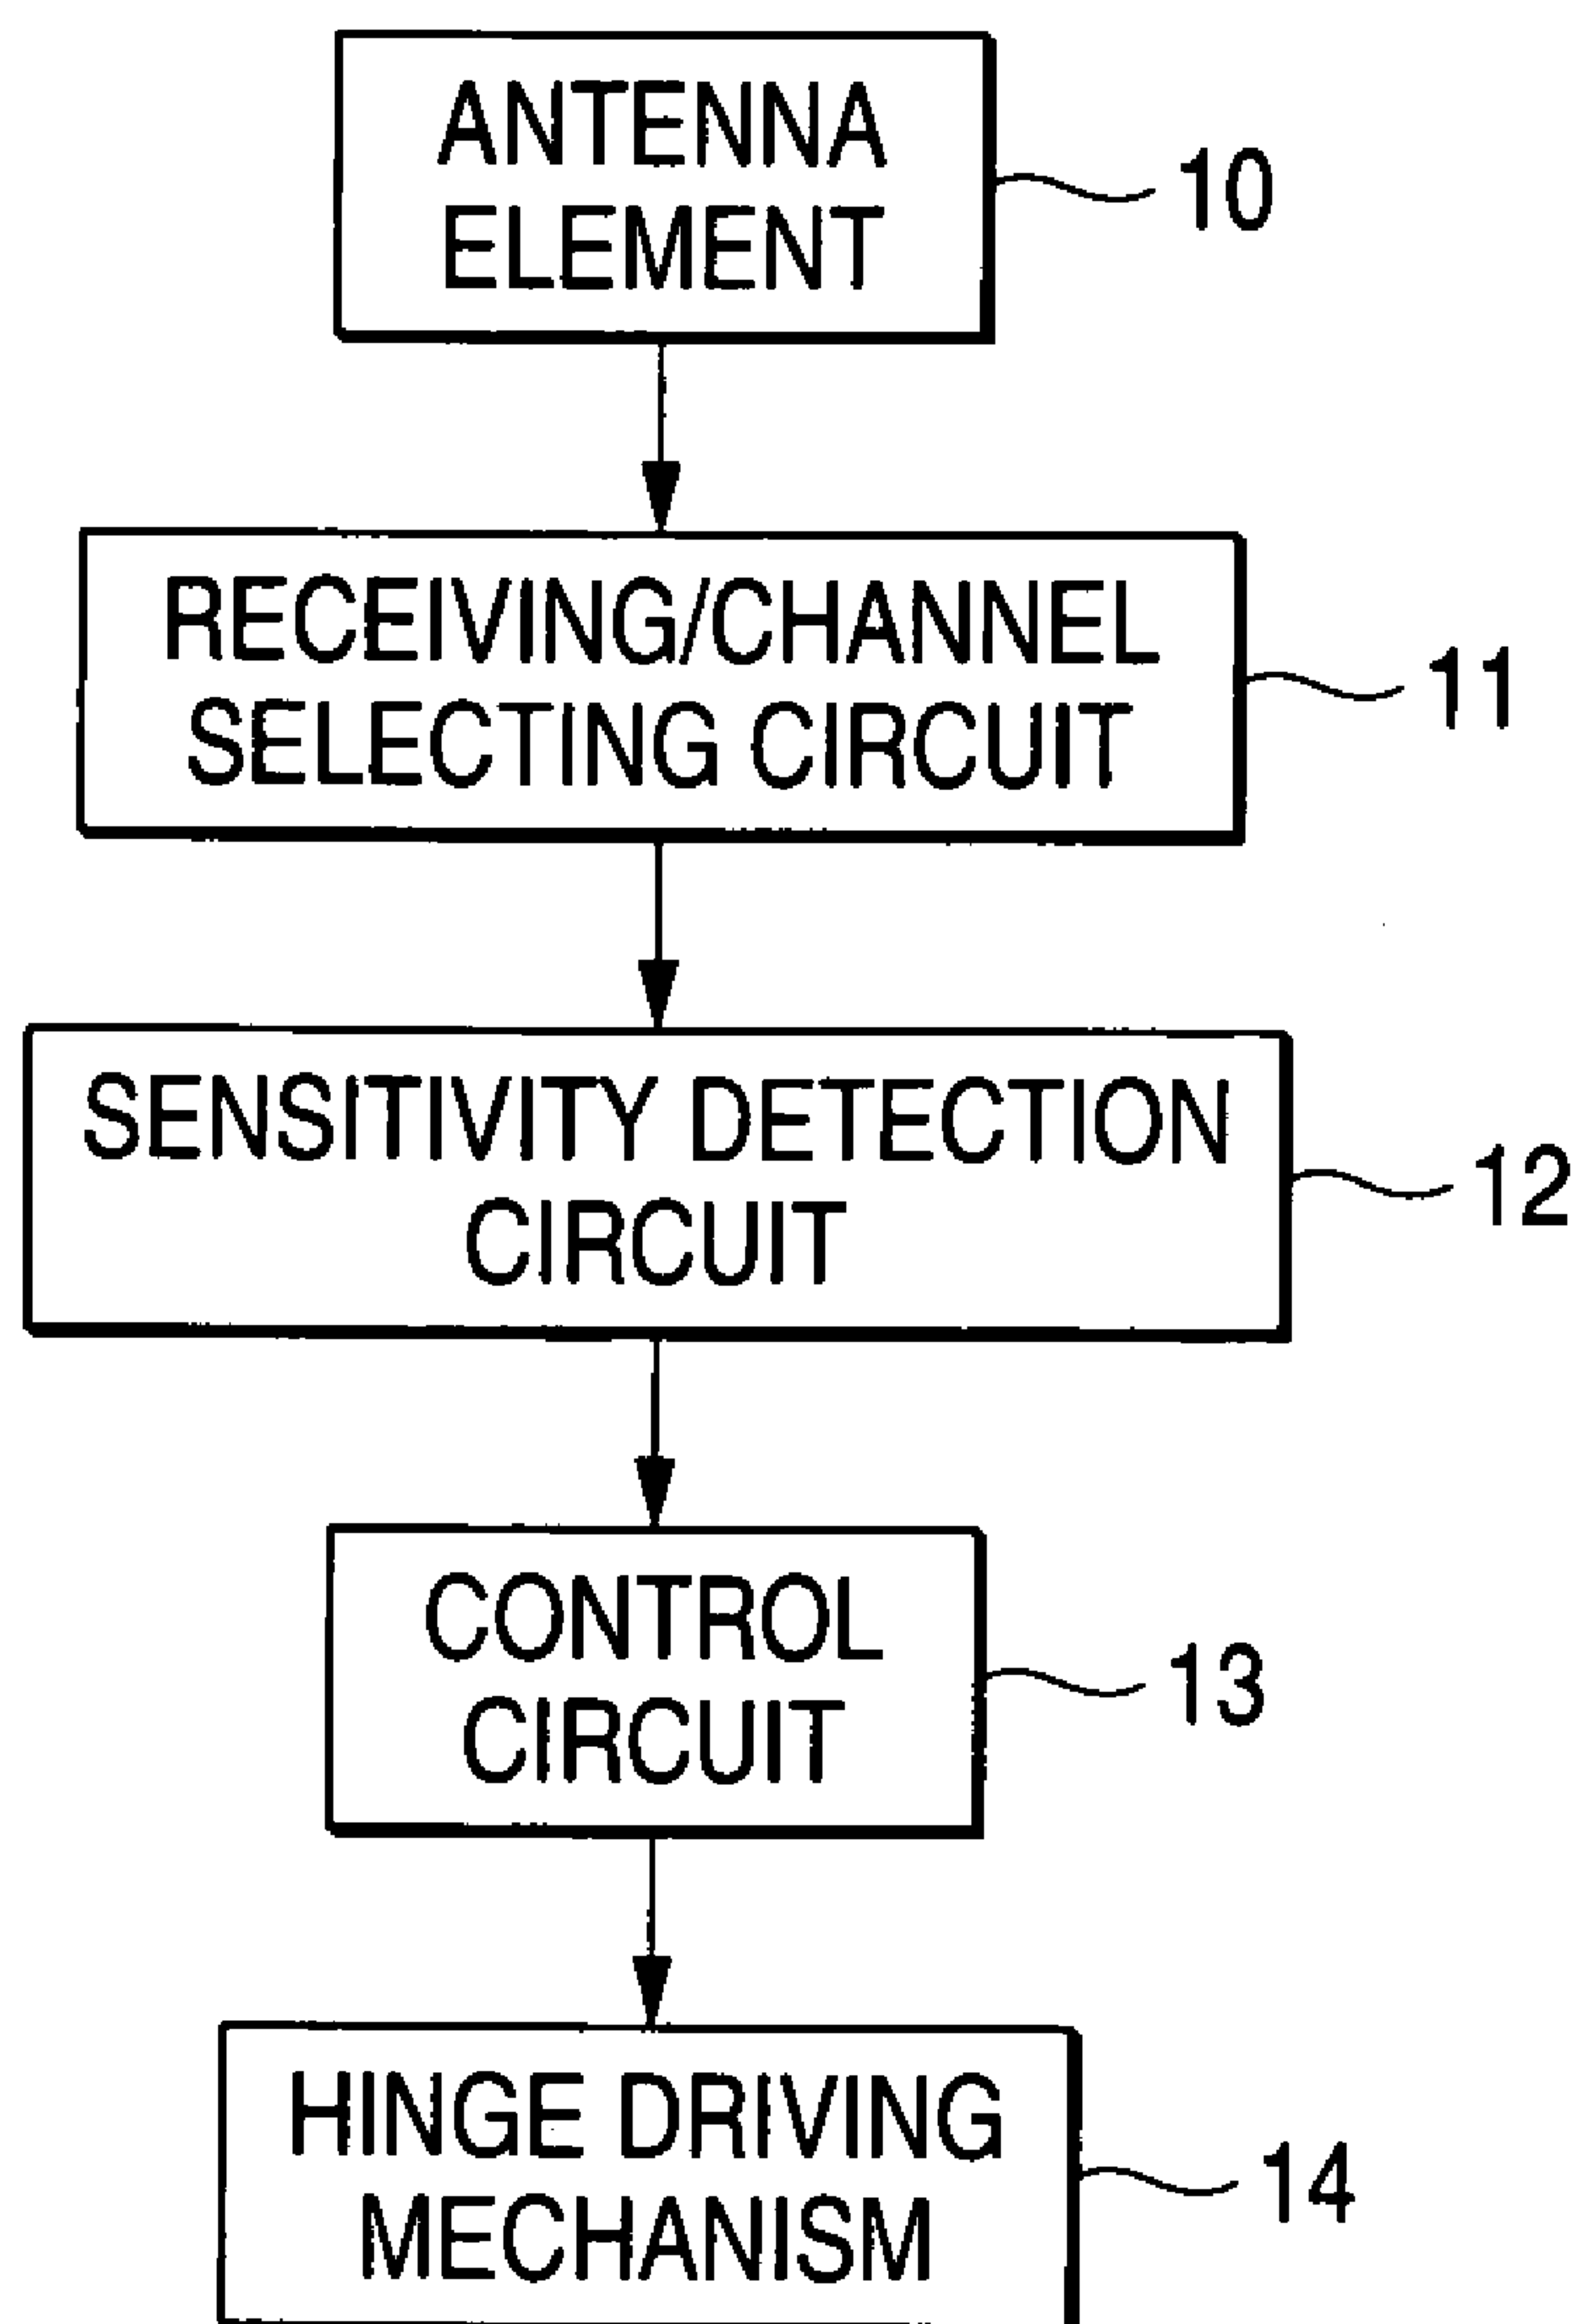 ANTENNA
ELEMENT
10
RECEIVING/CHANNEL
SELECTING CIRCUIT
11
SENSITIVITY DETECTION
CIRCUIT
12
CONTROL
CIRCUIT
13
HINGE DRIVING
MECHANISM
14